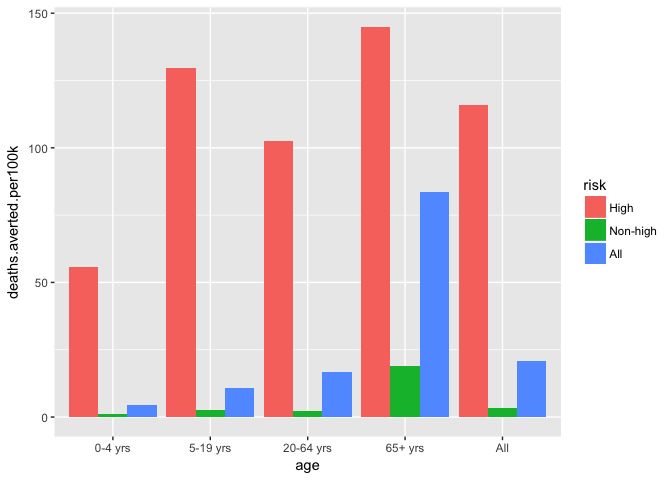 deaths.averted.per100k
150
100
50
0
0-4 yrs
5-19 yrs
20-64 yrs
65+ yrs
All
age
risk
High
Non-high
All